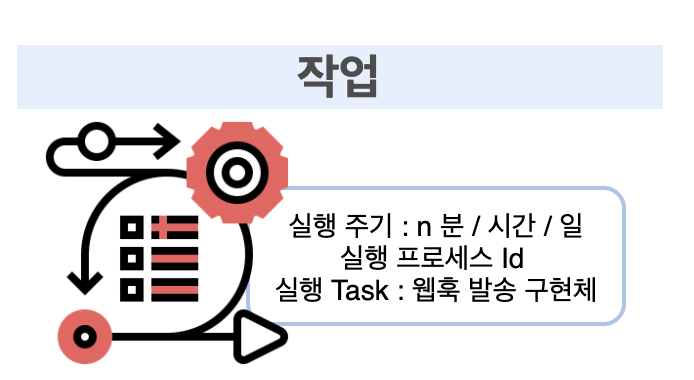 작업
실행 주기 : n 분 / 시간 / 일
실행 프로세스 Id
실행 Task : 웹훅 발송 구현체